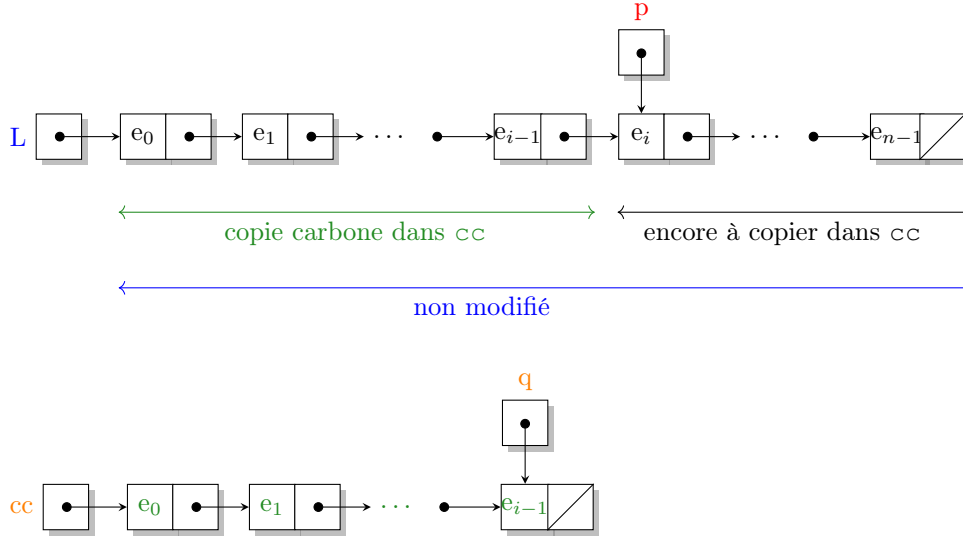 p
L e₀ e₁ ⋯ eᵢ₋₁ eᵢ ⋯ eₙ₋₁
copie carbone dans cc encore à copier dans cc
non modifié
q
cc e₀ e₁ ⋯ eᵢ₋₁